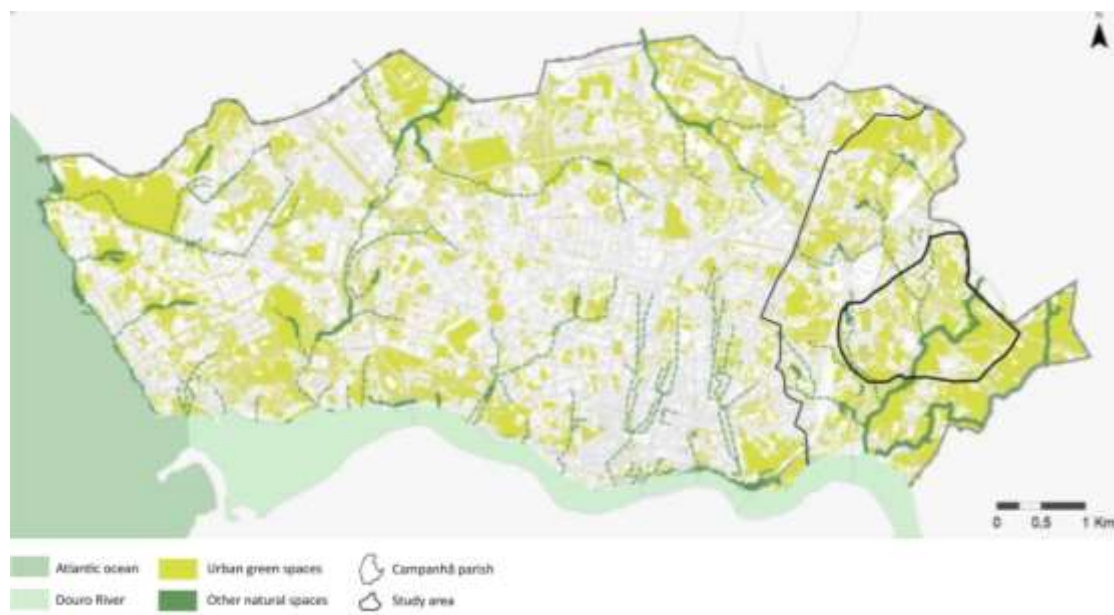 N
0 0,5 1 Km
Atlantic ocean Urban green spaces Campanhã parish
Douro River Other natural spaces Study area